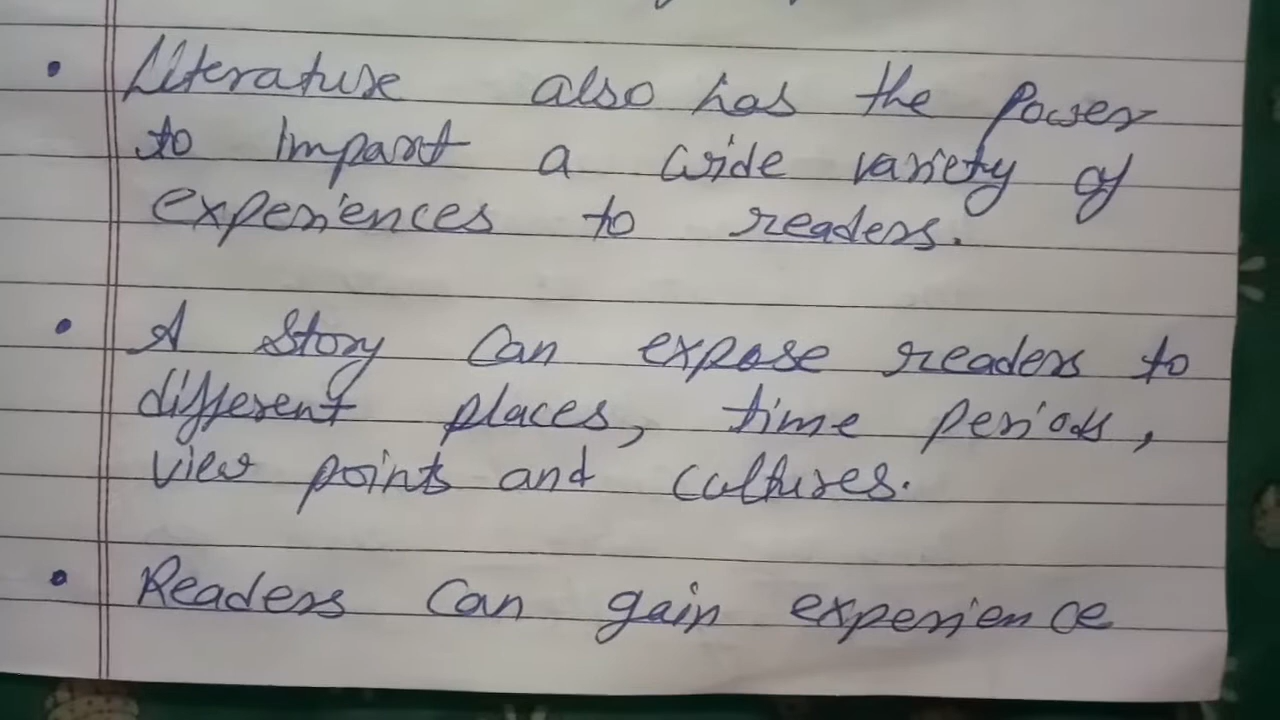 • Literature also has the Power
to Impart a wide variety of
experiences to readers.
• A Story Can expose readers to
different places, time periods,
view points and cultures.
• Readers Can gain experience